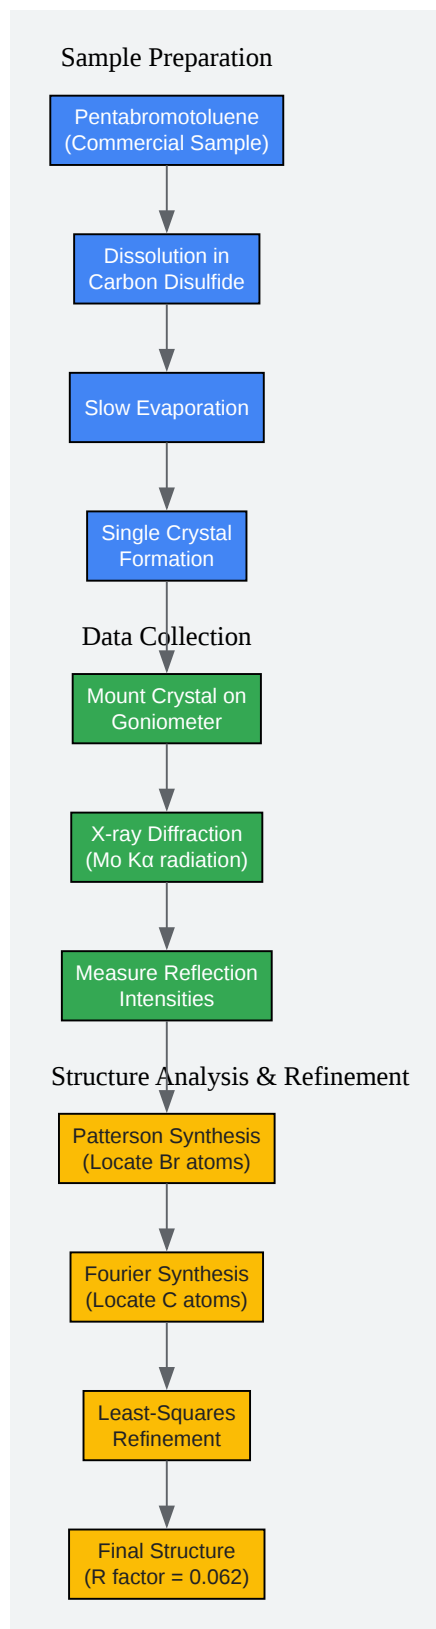 Sample Preparation
Pentabromotoluene
(Commercial Sample)
Dissolution in
Carbon Disulfide
Slow Evaporation
Single Crystal
Formation
Data Collection
Mount Crystal on
Goniometer
X-ray Diffraction
(Mo Kα radiation)
Measure Reflection
Intensities
Structure Analysis & Refinement
Patterson Synthesis
(Locate Br atoms)
Fourier Synthesis
(Locate C atoms)
Least-Squares
Refinement
Final Structure
(R factor = 0.062)